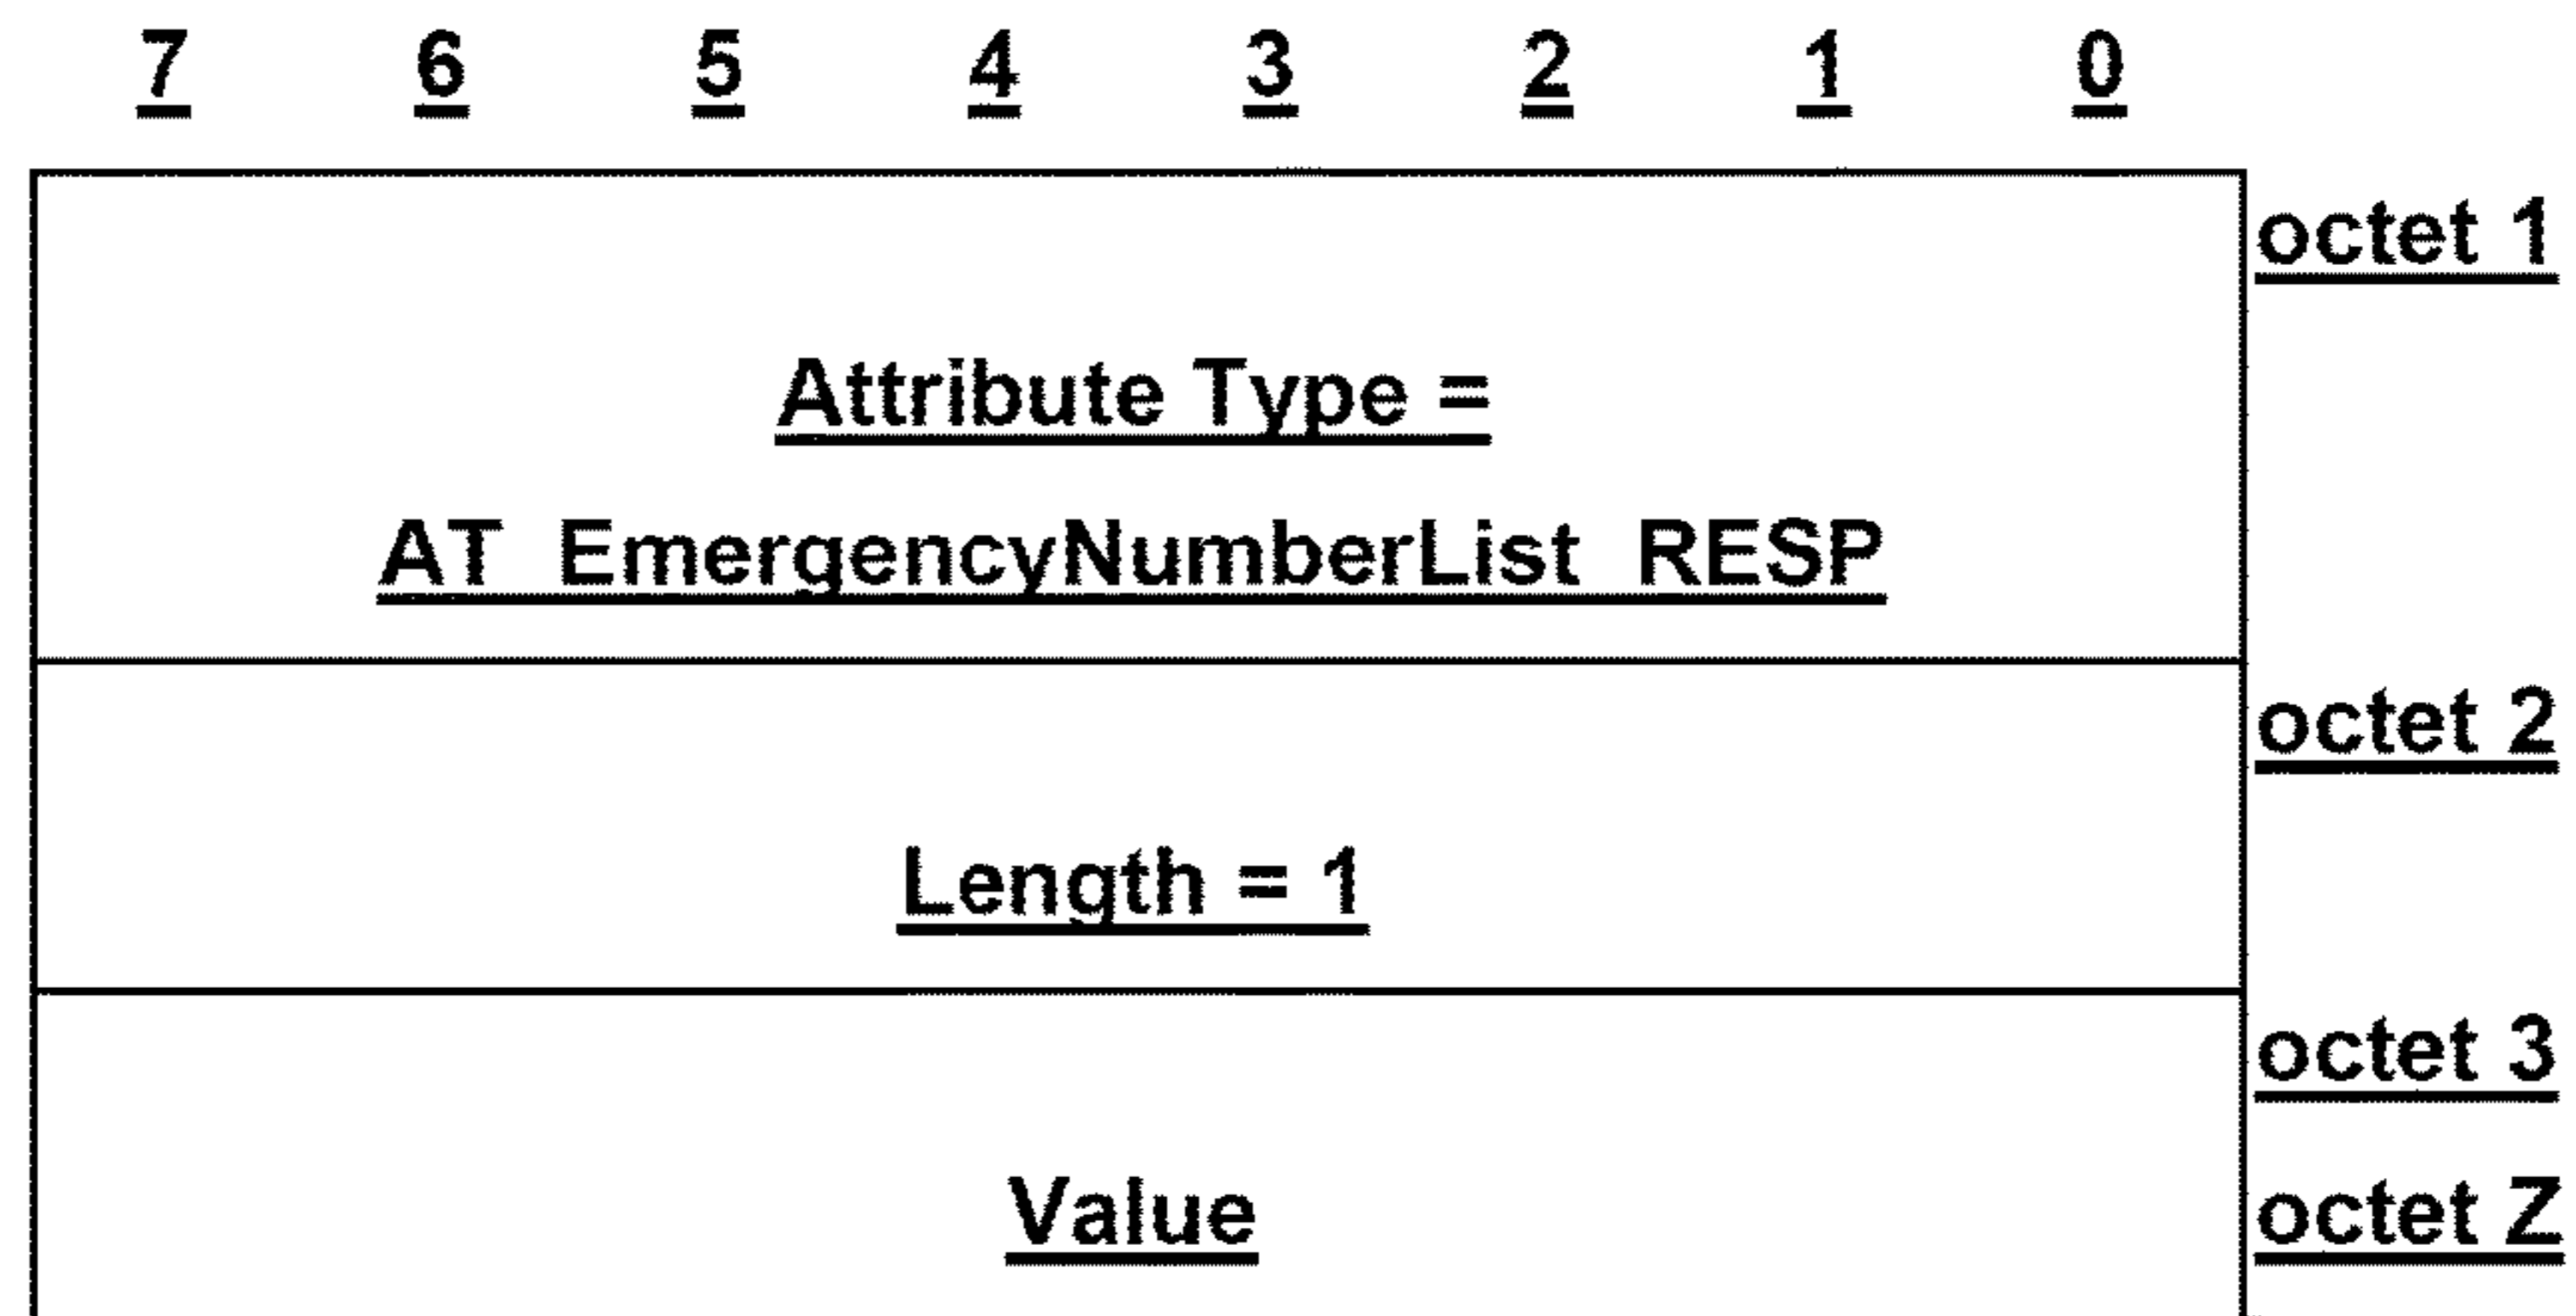 7 6 5 4 3 2 1 0
octet 1
Attribute Type =
AT_EmergencyNumberList_RESP
octet 2
Length = 1
octet 3
Value octet Z